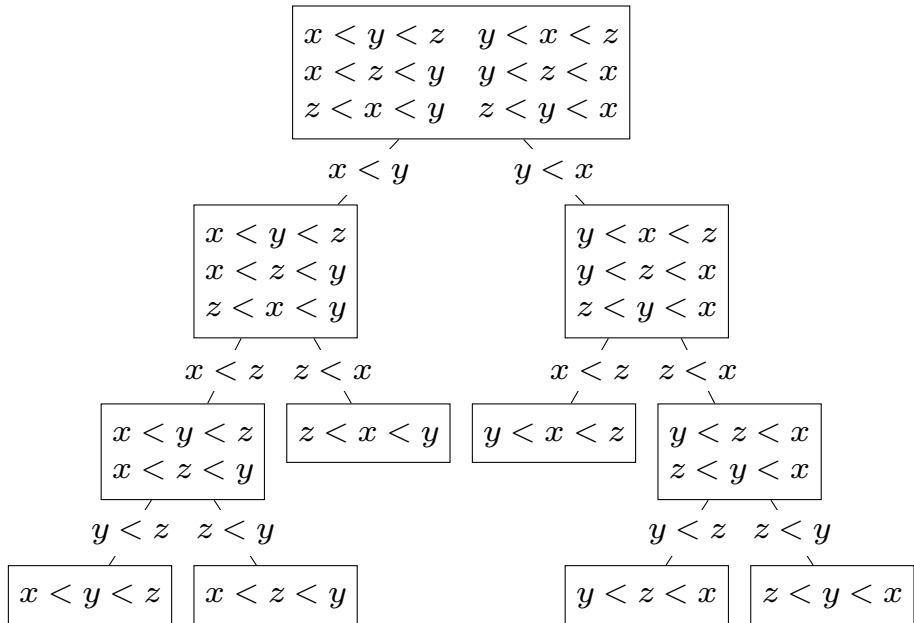 x < y < z y < x < z
x < z < y y < z < x
z < x < y z < y < x
x < y y < x
x < y < z
x < z < y
z < x < y
y < x < z
y < z < x
z < y < x
x < z z < x
x < z z < x
x < y < z
x < z < y
z < x < y
y < x < z
y < z < x
z < y < x
y < z z < y
y < z z < y
x < y < z
x < z < y
y < z < x
z < y < x